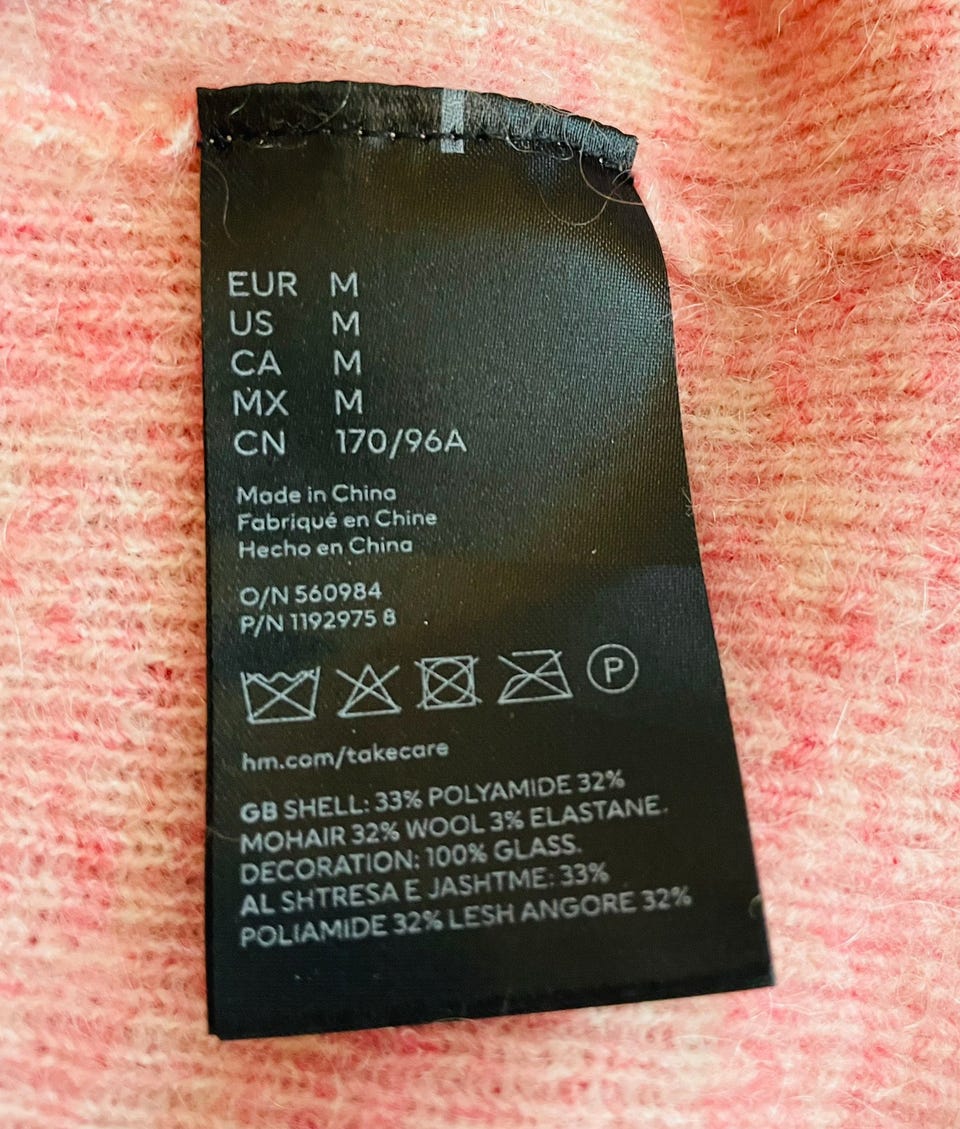 EUR M
US M
CA M
MX M
CN 170/96A
Made in China
Fabriqué en Chine
Hecho en China
O/N 560984
P/N 1192975 8
P
hm.com/takecare
GB SHELL: 33% POLYAMIDE 32%
MOHAIR 32% WOOL 3% ELASTANE.
DECORATION: 100% GLASS.
AL SHTRESA E JASHTME: 33%
POLIAMIDE 32% LESH ANGORE 32%